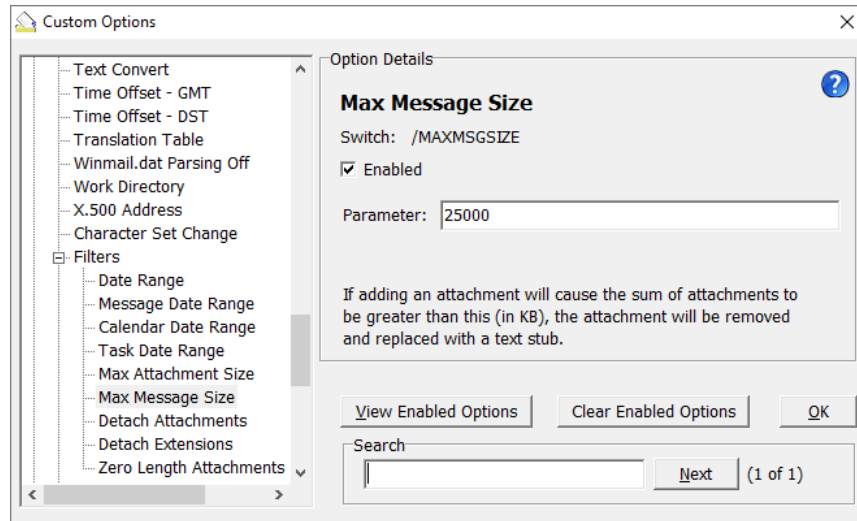 Custom Options
Text Convert
Time Offset - GMT
Time Offset - DST
Translation Table
Winmail.dat Parsing Off
Work Directory
X.500 Address
Character Set Change
Filters
Date Range
Message Date Range
Calendar Date Range
Task Date Range
Max Attachment Size
Max Message Size
Detach Attachments
Detach Extensions
Zero Length Attachments
Option Details
?
Max Message Size
Switch: /MAXMSGSIZE
Enabled
Parameter: 25000
If adding an attachment will cause the sum of attachments to
be greater than this (in KB), the attachment will be removed
and replaced with a text stub.
View Enabled Options Clear Enabled Options OK
Search
Next (1 of 1)